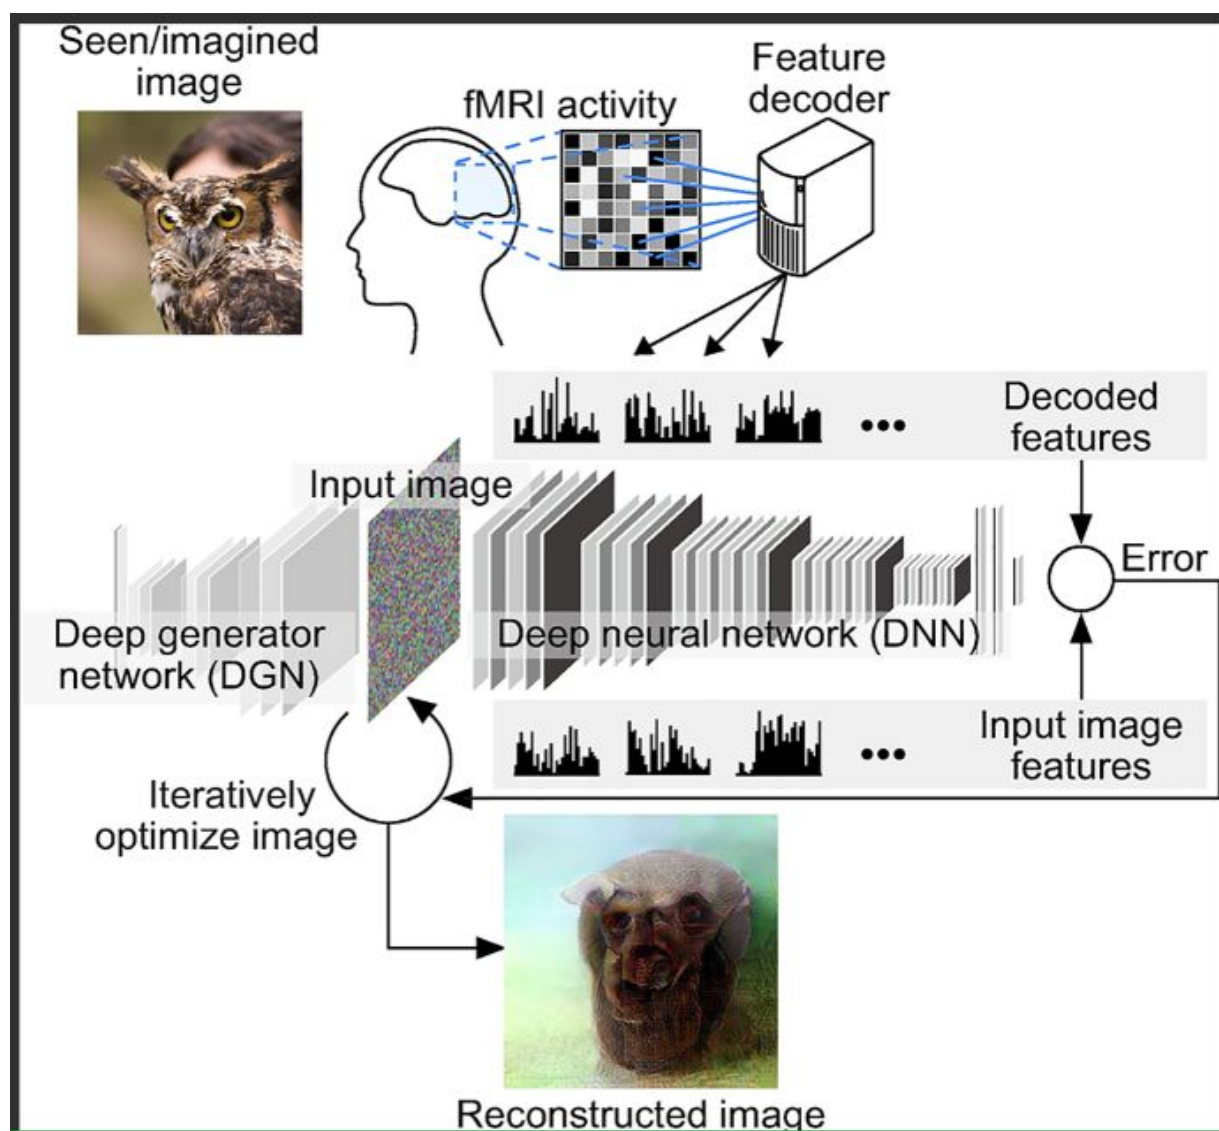 Seen/imagined
image
fMRI activity
Feature
decoder
Decoded
features
Input image
Error
Deep generator
network (DGN)
Deep neural network (DNN)
Input image
features
Iteratively
optimize image
Reconstructed image